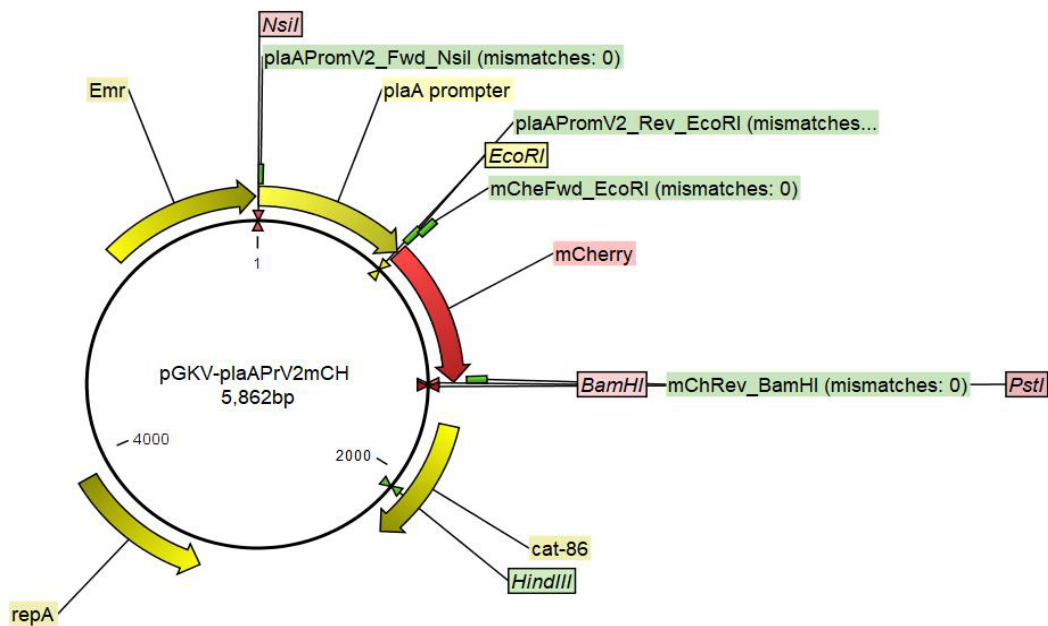 NsiI
plaAPromV2_Fwd_NsiI (mismatches: 0)
Emr
plaA prompter
plaAPromV2_Rev_EcoRI (mismatches...
EcoRI
mCheFwd_EcoRI (mismatches: 0)
1
mCherry
pGKV-plaAPrV2mCH
5,862bp
BamHI
mChRev_BamHI (mismatches: 0)
PstI
4000
2000
cat-86
HindIII
repA